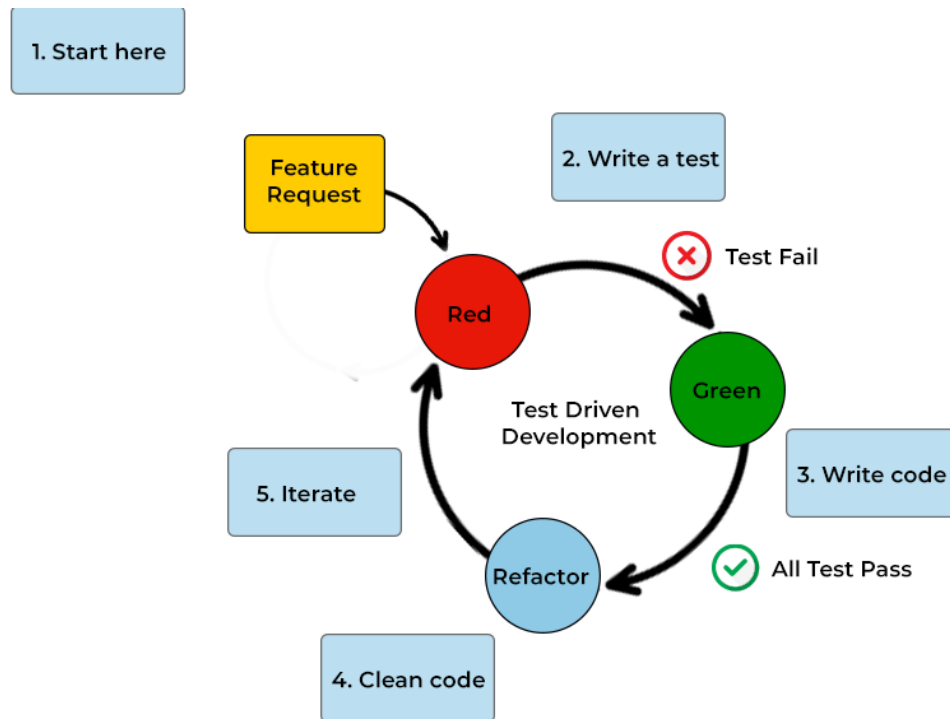 1. Start here
Feature
Request
2. Write a test
Test Fail
Red
Green
Test Driven
Development
3. Write code
5. Iterate
All Test Pass
Refactor
4. Clean code